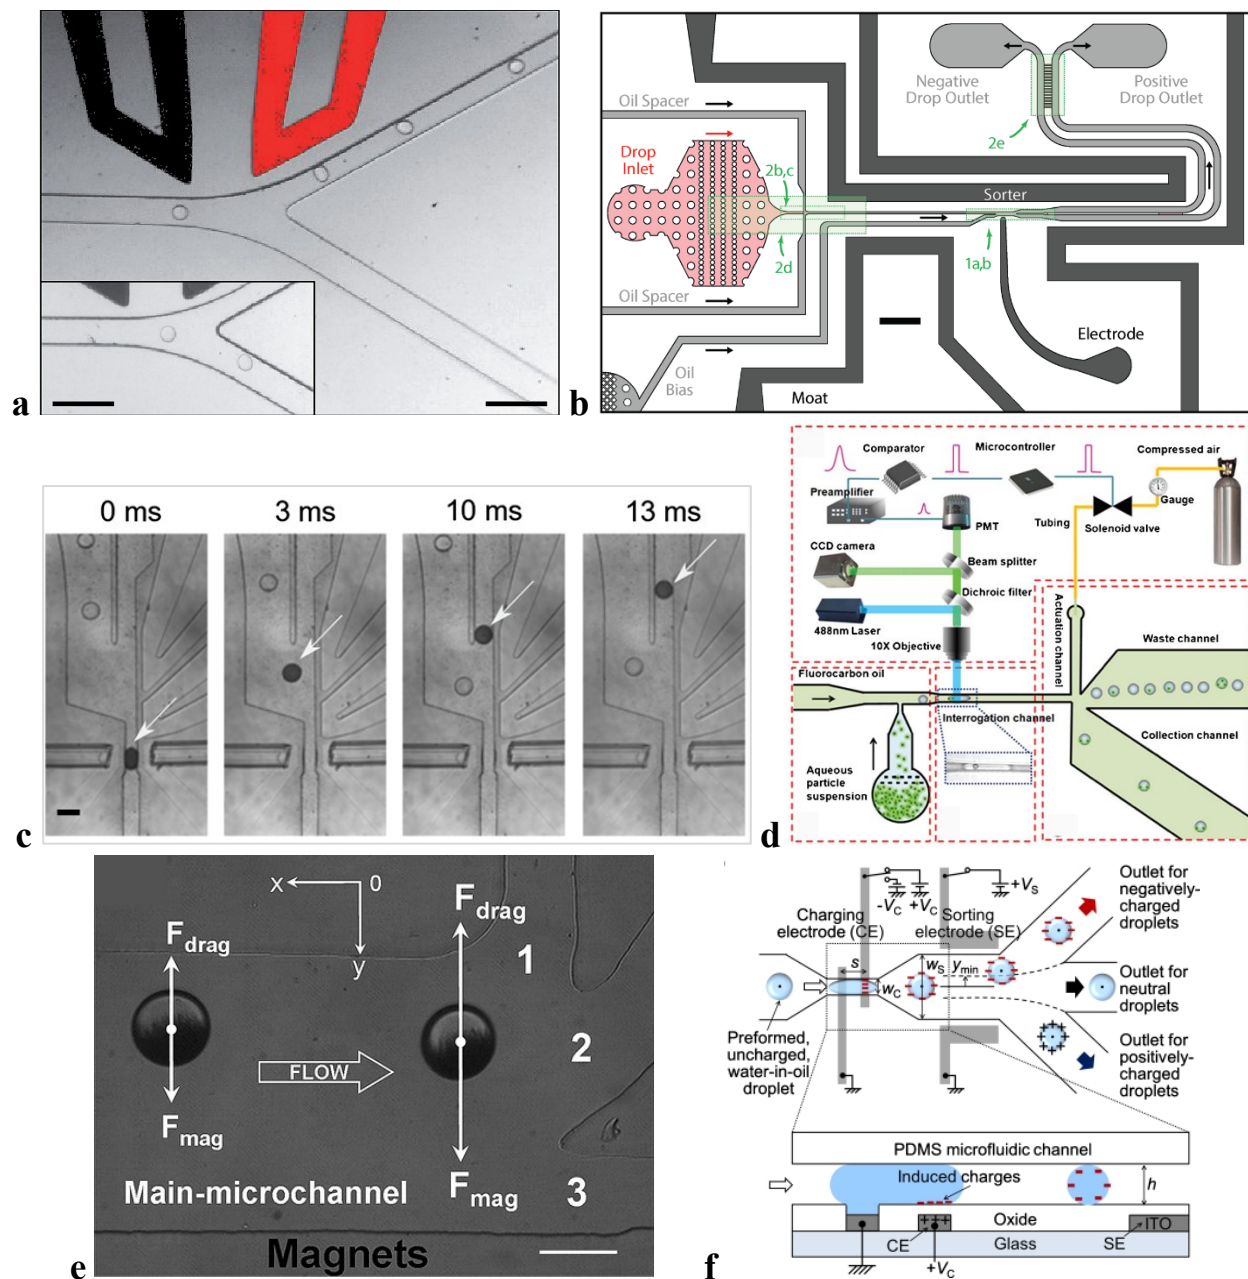 a
Negative
Drop Outlet
Positive
Drop Outlet
Oil Spacer
Drop
Inlet
2b,c
2e
Sorter
2d
1a,b
Oil Spacer
Electrode
Oil
Bias
Moat
b
0 ms
3 ms
10 ms
13 ms
c
Comparator
Microcontroller
Compressed air
Preamplifier
Gauge
PMT
Tubing
Solenoid valve
CCD camera
Beam splitter
Dichroic filter
488nm Laser
10X Objective
Actuation channel
Waste channel
Fluorocarbon oil
Interrogation channel
Collection channel
Aqueous
particle
suspension
d
x
0
y
F_drag
F_drag
1
2
FLOW
F_mag
F_mag
3
Main-microchannel
Magnets
e
-V_C
+V_C
+V_S
Outlet for
negatively-
charged
droplets
Charging
electrode (CE)
Sorting
electrode (SE)
s
w_S
y_min
w_C
Outlet for
neutral
droplets
Preformed,
uncharged,
water-in-oil
droplet
Outlet for
positively-
charged
droplets
PDMS microfluidic channel
Induced charges
h
Oxide
ITO
CE
Glass
SE
+V_C
f